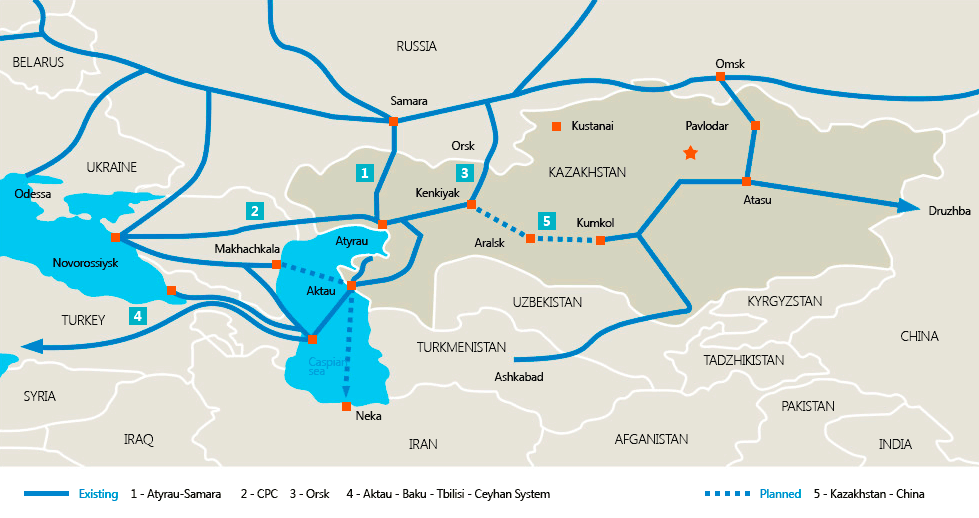 RUSSIA
BELARUS
Omsk
Samara
Kustanai
Pavlodar
Orsk
UKRAINE
1
3
KAZAKHSTAN
Odessa
Kenkiyak
Atasu
2
5
Kumkol
Druzhba
Makhachkala
Atyrau
Aralsk
Novorossiysk
Aktau
UZBEKISTAN
KYRGYZSTAN
TURKEY
4
CHINA
TURKMENISTAN
TADZHIKISTAN
Caspian
sea
Ashkabad
SYRIA
PAKISTAN
Neka
IRAQ
IRAN
AFGANISTAN
INDIA
Existing 1 - Atyrau-Samara 2 - CPC 3 - Orsk 4 - Aktau - Baku - Tbilisi - Ceyhan System Planned 5 - Kazakhstan - China